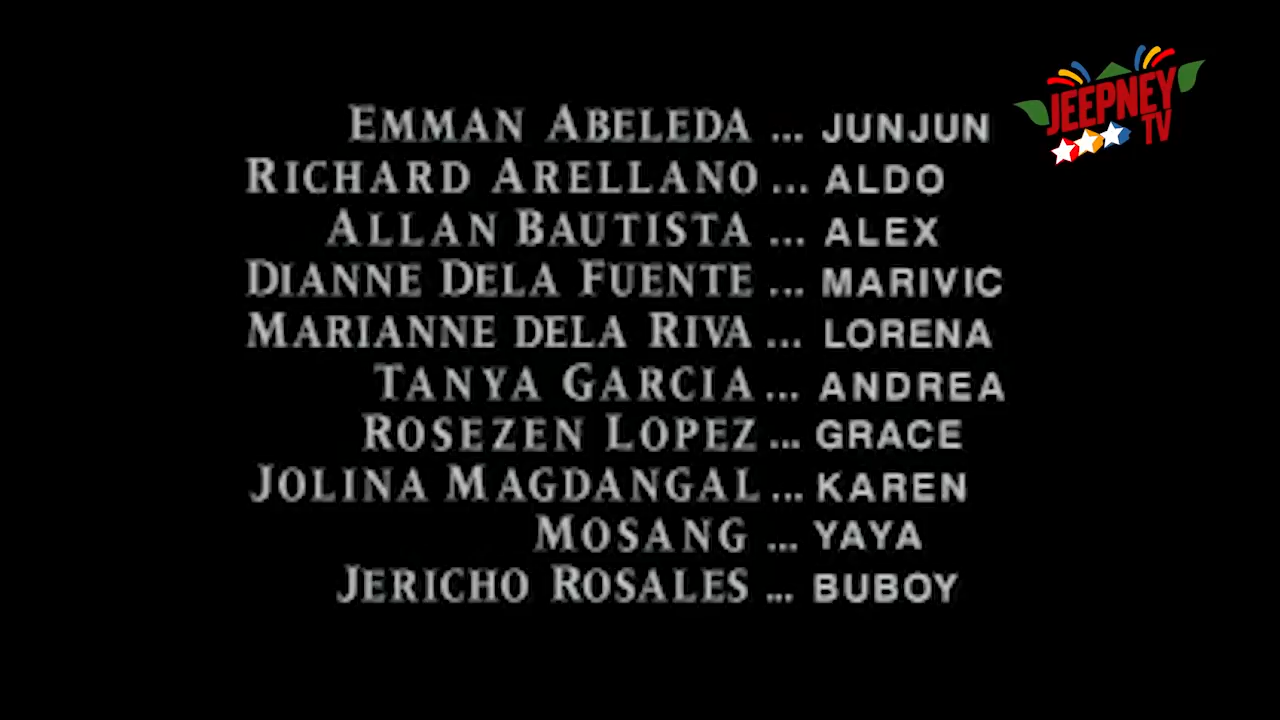 JEEPNEY
TV
EMMAN ABELEDA ... JUNJUN
RICHARD ARELLANO ... ALDO
ALLAN BAUTISTA ... ALEX
DIANNE DELA FUENTE ... MARIVIC
MARIANNE DELA RIVA ... LORENA
TANYA GARCIA ... ANDREA
ROSEZEN LOPEZ ... GRACE
JOLINA MAGDANGAL ... KAREN
MOSANG ... YAYA
JERICHO ROSALES ... BUBOY